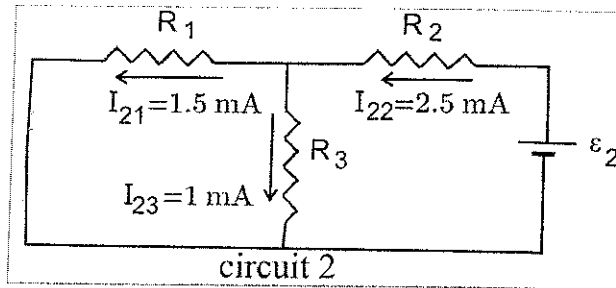 R₁
R₂
I₂₁=1.5 mA
I₂₂=2.5 mA
R₃
ε₂
I₂₃=1 mA
circuit 2